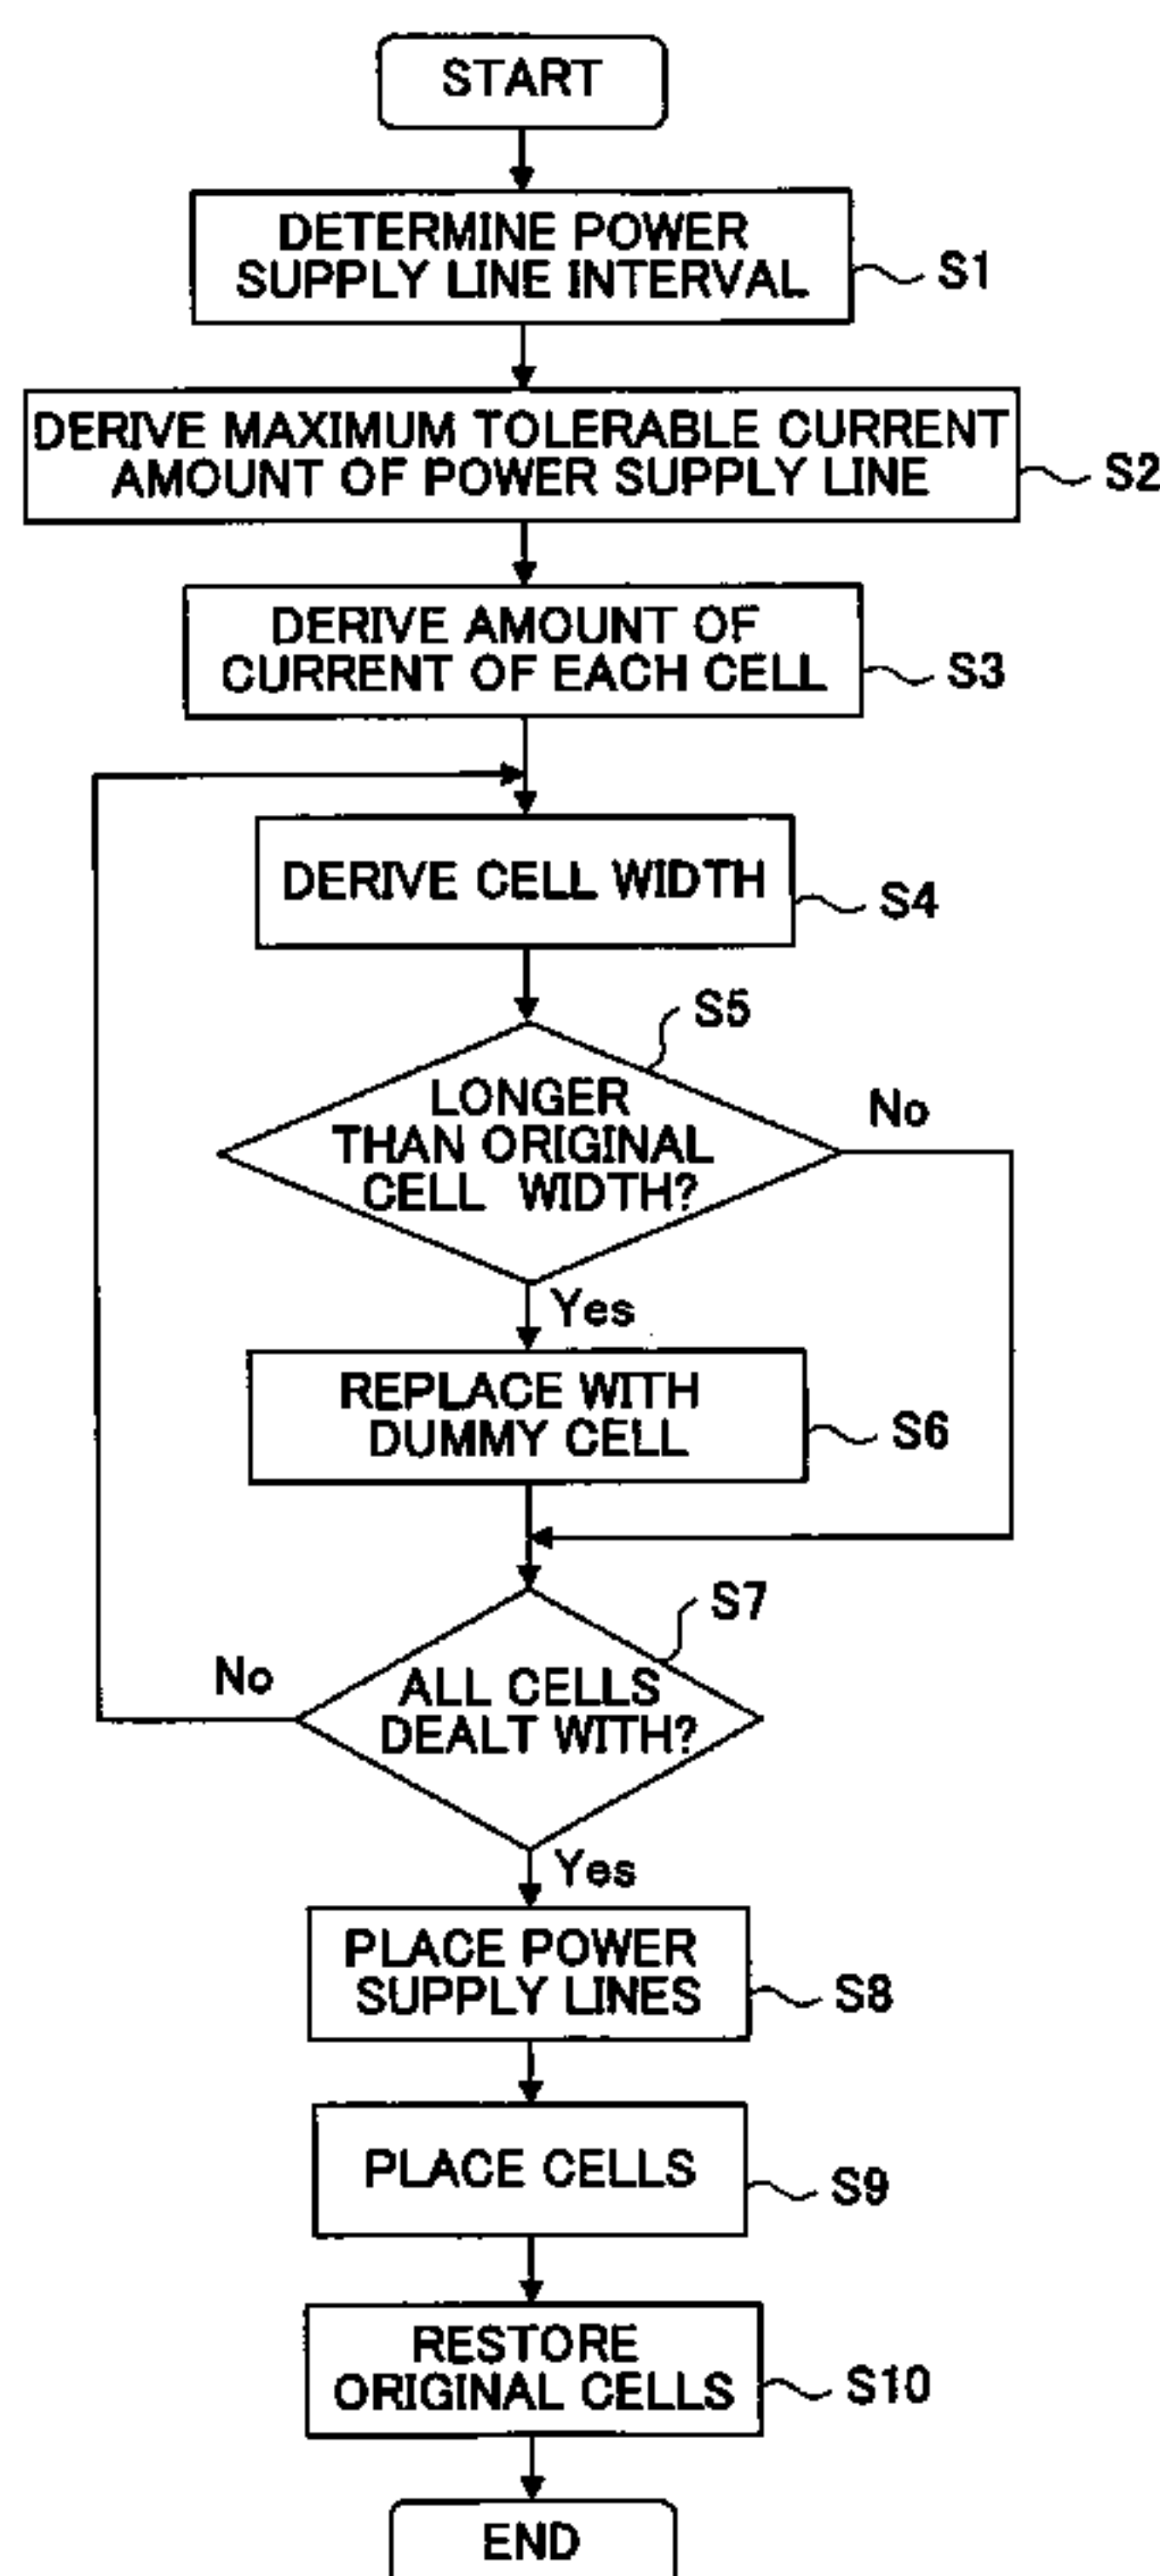 START
DETERMINE POWER
SUPPLY LINE INTERVAL
S1
DERIVE MAXIMUM TOLERABLE CURRENT
AMOUNT OF POWER SUPPLY LINE
S2
DERIVE AMOUNT OF
CURRENT OF EACH CELL
S3
DERIVE CELL WIDTH
S4
S5
LONGER
THAN ORIGINAL
CELL WIDTH?
No
Yes
REPLACE WITH
DUMMY CELL
S6
S7
ALL CELLS
DEALT WITH?
No
Yes
PLACE POWER
SUPPLY LINES
S8
PLACE CELLS
S9
RESTORE
ORIGINAL CELLS
S10
END